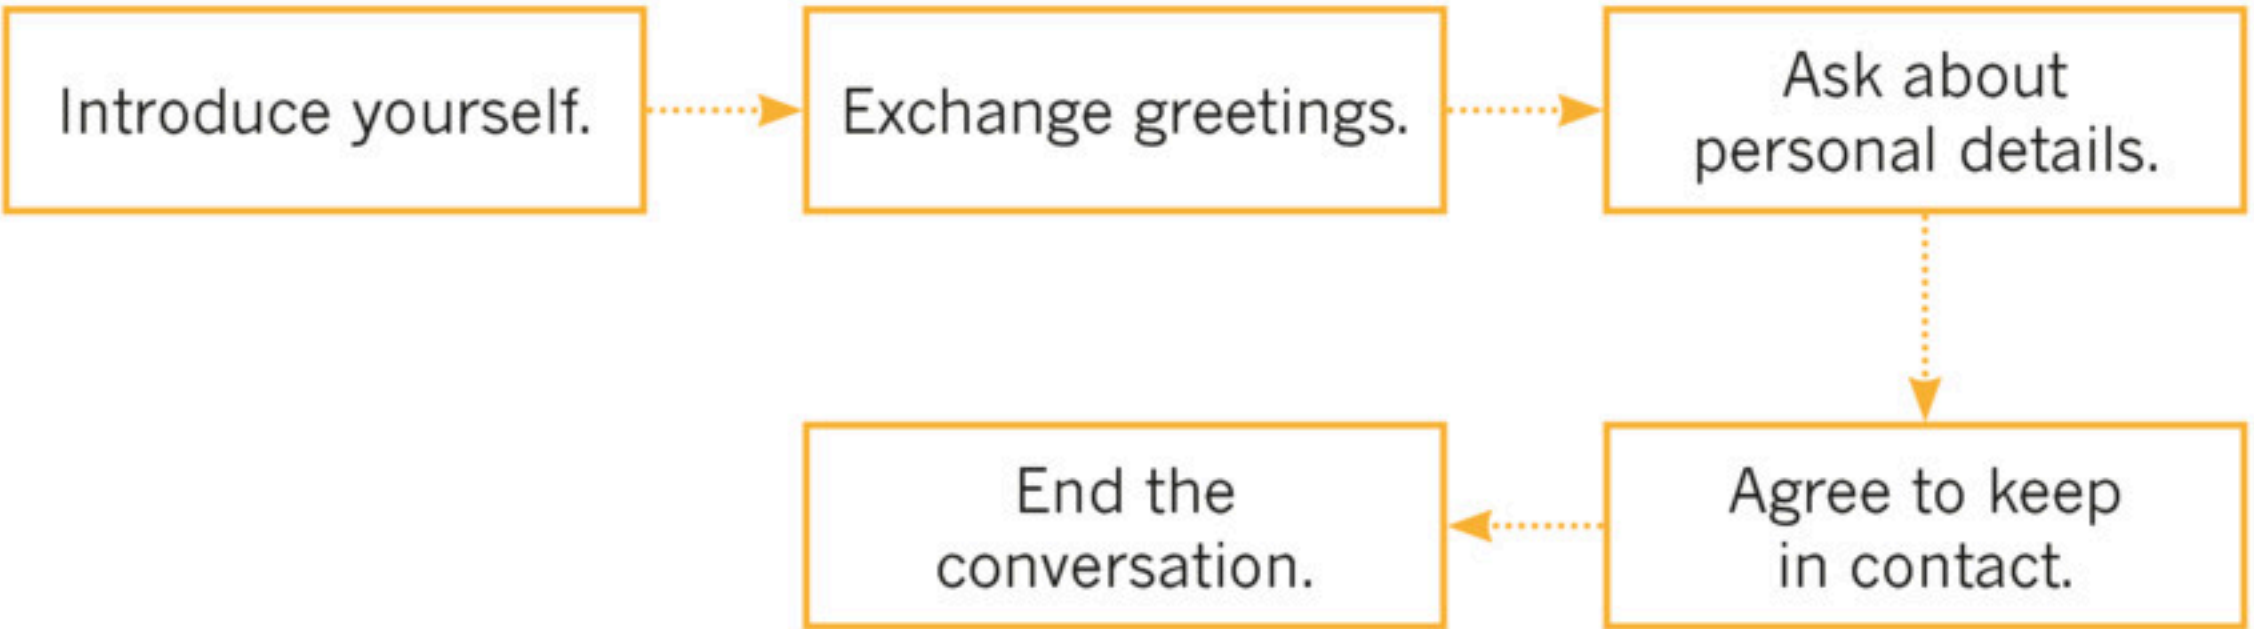 Introduce yourself.
Exchange greetings.
Ask about
personal details.
Agree to keep
in contact.
End the
conversation.